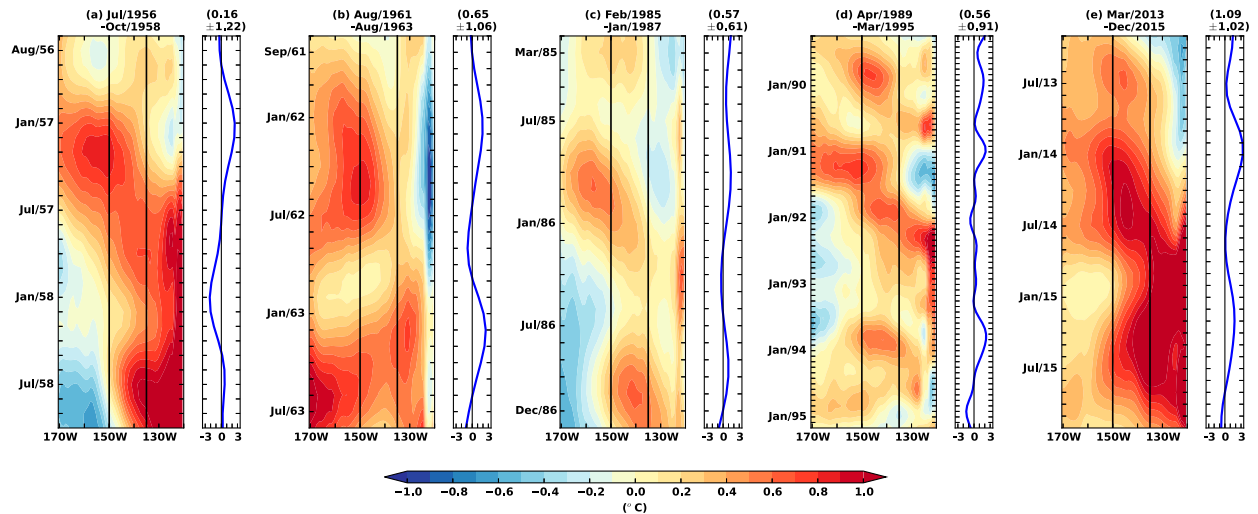 (a) Jul/1956
-Oct/1958
(0.16
±1.22)
(b) Aug/1961
-Aug/1963
(0.65
±1.06)
(c) Feb/1985
-Jan/1987
(0.57
±0.61)
(d) Apr/1989
-Mar/1995
(0.56
±0.91)
(e) Mar/2013
-Dec/2015
(1.09
±1.02)
Aug/56
Jan/57
Jul/57
Jan/58
Jul/58
170W 150W 130W
-3 0 3
Sep/61
Jan/62
Jul/62
Jan/63
Jul/63
170W 150W 130W
-3 0 3
Mar/85
Jul/85
Jan/86
Jul/86
Dec/86
170W 150W 130W
-3 0 3
Jan/90
Jan/91
Jan/92
Jan/93
Jan/94
Jan/95
170W 150W 130W
-3 0 3
Jul/13
Jan/14
Jul/14
Jan/15
Jul/15
170W 150W 130W
-3 0 3
−1.0 −0.8 −0.6 −0.4 −0.2 0.0 0.2 0.4 0.6 0.8 1.0
(° C)